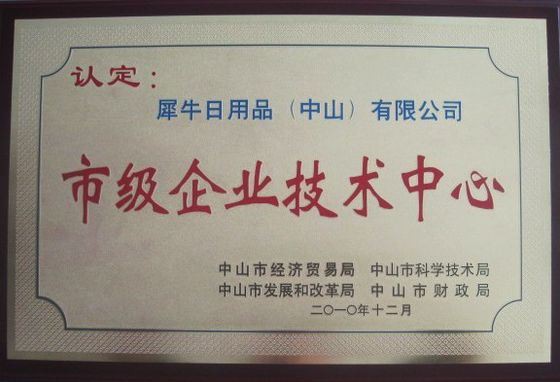 认定：
犀牛日用品（中山）有限公司
市级企业技术中心
中山市经济贸易局 中山市科学技术局
中山市发展和改革局 中山市财政局
二〇一〇年十二月